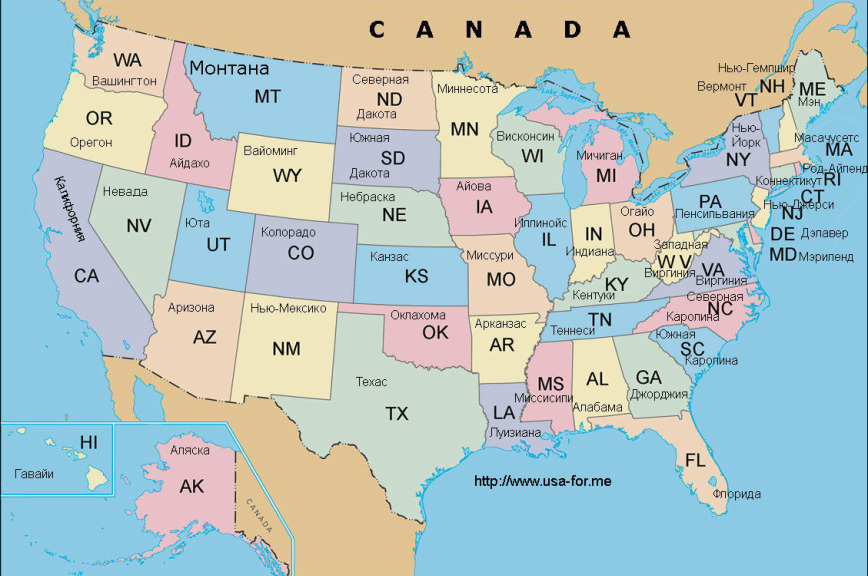 C A N A D A
WA
Вашингтон
OR
Орегон
ID
Айдахо
Монтана
MT
Северная
ND
Дакота
Миннесота
MN
Lake Superior
Висконсин
WI
Мичиган
MI
Нью-Гемпшир
Вермонт
NH
VT
ME
Мэн
Масачусетс
MA
Нью-
Йорк
NY
Род-Айленд
RI
Коннектикут
CT
Нью-Джерси
NJ
PA
Пенсильвания
DE
Дэлавер
MD
Мэриленд
Вайоминг
WY
Южная
SD
Дакота
Небраска
NE
Айова
IA
Иллинойс
IL
IN
Индиана
Огайо
OH
Западная
W V
Виргиния
VA
Виргиния
Калифорния
CA
Невада
NV
Юта
UT
Колорадо
CO
Канзас
KS
Миссури
MO
KY
Кентуки
TN
Теннеси
Северная
NC
Каролина
Южная
SC
Каролина
Аризона
AZ
Нью-Мексико
NM
Оклахома
OK
Арканзас
AR
Техас
TX
LA
Луизиана
MS
Миссисипи
AL
Алабама
GA
Джорджия
FL
Флорида
HI
Гавайи
Аляска
AK
CANADA
http://www.usa-for.me